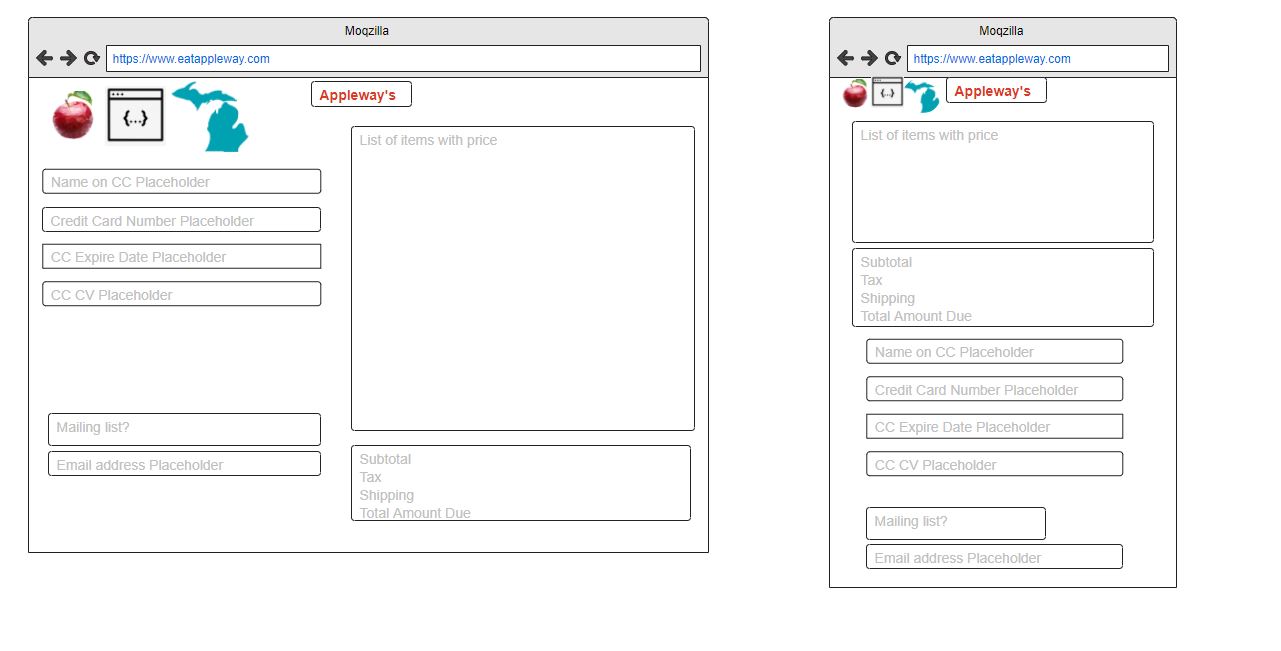 Moqzilla
https://www.eatappleway.com
{...}
Appleway's
List of items with price
Name on CC Placeholder
Credit Card Number Placeholder
CC Expire Date Placeholder
CC CV Placeholder
Mailing list?
Email address Placeholder
Subtotal
Tax
Shipping
Total Amount Due
Moqzilla
https://www.eatappleway.com
{...}
Appleway's
List of items with price
Subtotal
Tax
Shipping
Total Amount Due
Name on CC Placeholder
Credit Card Number Placeholder
CC Expire Date Placeholder
CC CV Placeholder
Mailing list?
Email address Placeholder